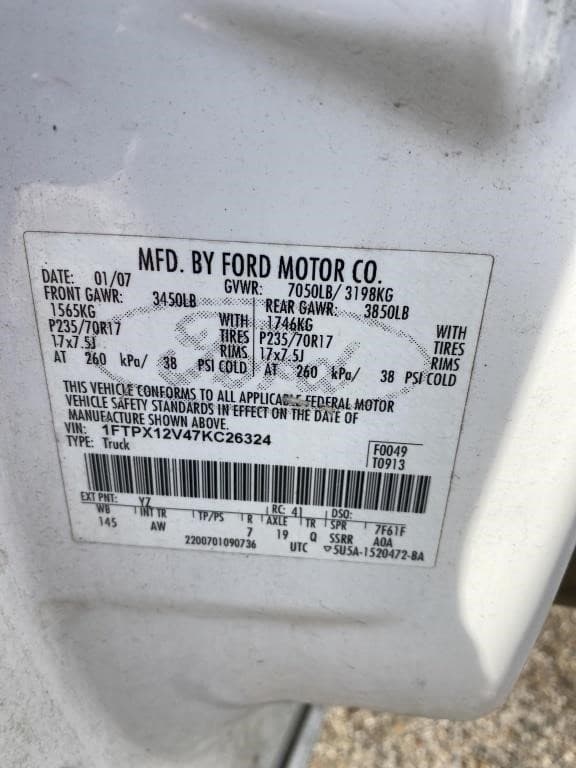 MFD. BY FORD MOTOR CO.
DATE: 01/07 GVWR: 7050LB/ 3198KG
FRONT GAWR: 3450LB REAR GAWR: 3850LB
1565KG WITH 1746KG WITH
P235/70R17 TIRES P235/70R17 TIRES
17x7.5J RIMS 17x7.5J RIMS
AT 260 kPa/ 38 PSI COLD AT 260 kPa/ 38 PSI COLD
Ford
THIS VEHICLE CONFORMS TO ALL APPLICABLE FEDERAL MOTOR
VEHICLE SAFETY STANDARDS IN EFFECT ON THE DATE OF
MANUFACTURE SHOWN ABOVE.
VIN: 1FTPX12V47KC26324
TYPE: Truck
F0049
T0913
EXT PNT: YZ RC: 41 DSO:
WB INT TR TP/PS R AXLE TR SPR 7F61F
145 AW 7 19 Q SSRR A0A
2200701090736 UTC ▽5U5A-1520472-BA